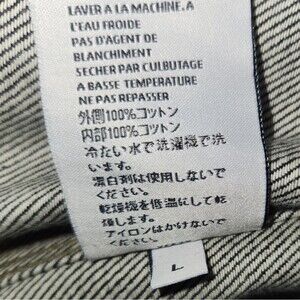 LAVER A LA MACHINE. A
L'EAU FROIDE
PAS D'AGENT DE
BLANCHIMENT
SECHER PAR CULBUTAGE
A BASSE TEMPERATURE
NE PAS REPASSER
外側100%コットン
内部100%コットン
冷たい水で洗濯機で洗
います。
漂白剤は使用しないで
ください。
乾燥機を低温にして乾
燥します。
アイロンはかけないで
ください。
L